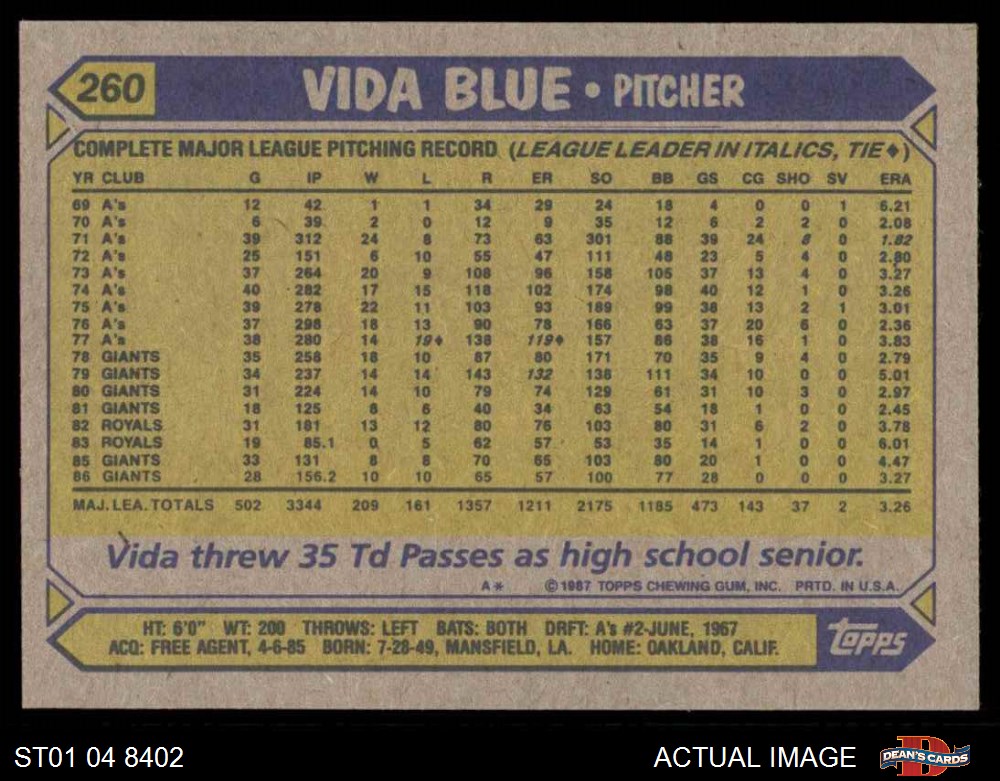 260 VIDA BLUE • PITCHER
COMPLETE MAJOR LEAGUE PITCHING RECORD (LEAGUE LEADER IN ITALICS, TIE♦)
YR CLUB G IP W L R ER SO BB GS CG SHO SV ERA
69 A's 12 42 1 1 34 29 24 18 4 0 0 1 6.21
70 A's 6 39 2 0 12 9 35 12 6 2 2 0 2.08
71 A's 39 312 24 8 73 63 301 88 39 24 8 0 1.82
72 A's 25 151 6 10 55 47 111 48 23 5 4 0 2.80
73 A's 37 264 20 9 108 96 158 105 37 13 4 0 3.27
74 A's 40 282 17 15 118 102 174 98 40 12 1 0 3.26
75 A's 39 278 22 11 103 93 189 99 38 13 2 1 3.01
76 A's 37 298 18 13 90 78 166 63 37 20 6 0 2.36
77 A's 38 280 14 19♦ 138 119♦ 157 86 38 16 1 0 3.83
78 GIANTS 35 258 18 10 87 80 171 70 35 9 4 0 2.79
79 GIANTS 34 237 14 14 143 132 138 111 34 10 0 0 5.01
80 GIANTS 31 224 14 10 79 74 129 61 31 10 3 0 2.97
81 GIANTS 18 125 8 6 40 34 63 54 18 1 0 0 2.45
82 ROYALS 31 181 13 12 80 76 103 80 31 6 2 0 3.78
83 ROYALS 19 85.1 0 5 62 57 53 35 14 1 0 0 6.01
85 GIANTS 33 131 8 8 70 65 103 80 20 1 0 0 4.47
86 GIANTS 28 156.2 10 10 65 57 100 77 28 0 0 0 3.27
MAJ. LEA. TOTALS 502 3344 209 161 1357 1211 2175 1185 473 143 37 2 3.26
Vida threw 35 Td Passes as high school senior.
A* ©1987 TOPPS CHEWING GUM, INC. PRTD. IN U.S.A.
HT: 6'0" WT: 200 THROWS: LEFT BATS: BOTH DRFT: A's #2-JUNE, 1967
ACQ: FREE AGENT, 4-6-85 BORN: 7-28-49, MANSFIELD, LA. HOME: OAKLAND, CALIF.
topps
ST01 04 8402 ACTUAL IMAGE D DEAN'S CARDS